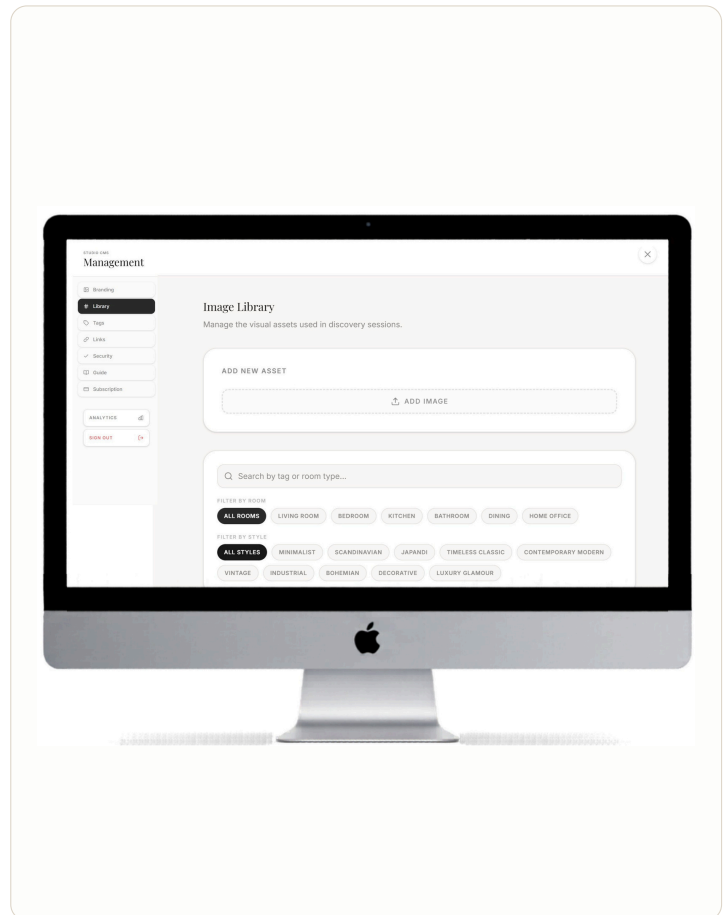 STUDIO CMS
Management
Branding
Library
Tags
Links
Security
Guide
Subscription
ANALYTICS
SIGN OUT
Image Library
Manage the visual assets used in discovery sessions.
ADD NEW ASSET
ADD IMAGE
Search by tag or room type...
FILTER BY ROOM
ALL ROOMS LIVING ROOM BEDROOM KITCHEN BATHROOM DINING HOME OFFICE
FILTER BY STYLE
ALL STYLES MINIMALIST SCANDINAVIAN JAPANDI TIMELESS CLASSIC CONTEMPORARY MODERN
VINTAGE INDUSTRIAL BOHEMIAN DECORATIVE LUXURY GLAMOUR